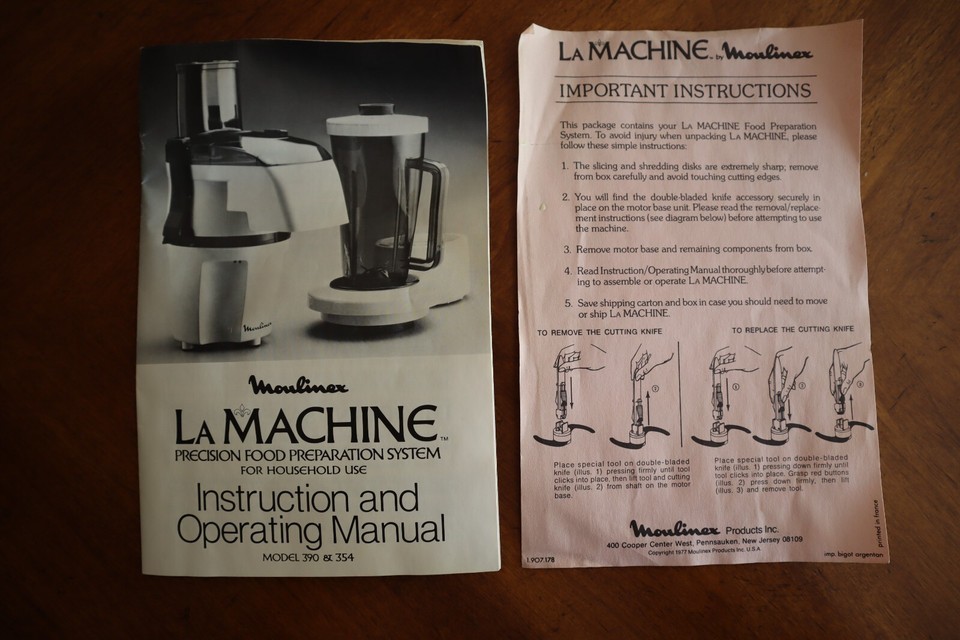 Moulinex
Moulinex
LA MACHINE™
PRECISION FOOD PREPARATION SYSTEM
FOR HOUSEHOLD USE
Instruction and
Operating Manual
MODEL 390 & 354
LA MACHINE™ by Moulinex
IMPORTANT INSTRUCTIONS
This package contains your LA MACHINE Food Preparation
System. To avoid injury when unpacking LA MACHINE, please
follow these simple instructions:
1. The slicing and shredding disks are extremely sharp; remove
from box carefully and avoid touching cutting edges.
2. You will find the double-bladed knife accessory securely in
place on the motor base unit. Please read the removal/replace-
ment instructions (see diagram below) before attempting to use
the machine.
3. Remove motor base and remaining components from box.
4. Read Instruction/Operating Manual thoroughly before attempt-
ing to assemble or operate LA MACHINE.
5. Save shipping carton and box in case you should need to move
or ship LA MACHINE.
TO REMOVE THE CUTTING KNIFE
TO REPLACE THE CUTTING KNIFE
Place special tool on double-bladed
knife (illus. 1) pressing firmly until tool
clicks into place, then lift tool and cutting
knife (illus. 2) from shaft on the motor
base.
Place special tool on double-bladed
knife (illus. 1) pressing down firmly until
tool clicks into place. Grasp red buttons
(illus. 2) press down firmly, then lift
(illus. 3) and remove tool.
Moulinex Products Inc.
400 Cooper Center West, Pennsauken, New Jersey 08109
Copyright 1977 Moulinex Products Inc. U.S.A
1 907 178
imp. bigot argentan
printed in france